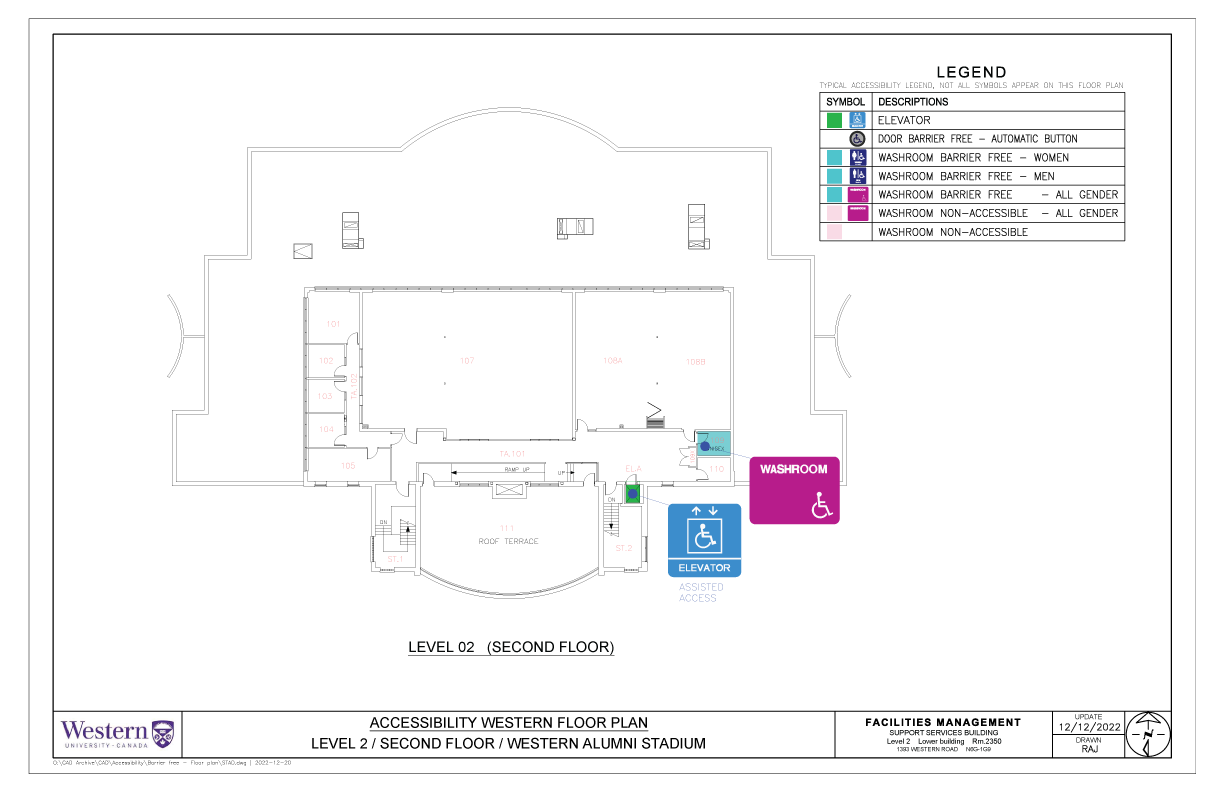 LEGEND
TYPICAL ACCESSIBILITY LEGEND, NOT ALL SYMBOLS APPEAR ON THIS FLOOR PLAN
SYMBOL DESCRIPTIONS
ELEVATOR
DOOR BARRIER FREE - AUTOMATIC BUTTON
WASHROOM BARRIER FREE - WOMEN
WASHROOM BARRIER FREE - MEN
WASHROOM BARRIER FREE - ALL GENDER
WASHROOM NON-ACCESSIBLE - ALL GENDER
WASHROOM NON-ACCESSIBLE
101
102
TA.102
103
104
105
107
108A
108B
TA.101
RAMP UP
UP
EL.A
110
WASHROOM
DN
DN
ST.1
ST.2
111
ROOF TERRACE
ELEVATOR
ASSISTED
ACCESS
LEVEL 02 (SECOND FLOOR)
Western
UNIVERSITY · CANADA
ACCESSIBILITY WESTERN FLOOR PLAN
LEVEL 2 / SECOND FLOOR / WESTERN ALUMNI STADIUM
FACILITIES MANAGEMENT
SUPPORT SERVICES BUILDING
Level 2 Lower building Rm.2350
1393 WESTERN ROAD N6G-1G9
UPDATE
12/12/2022
DRAWN
RAJ
N
O:\CAD Archive\CAD\Accessibility\Barrier free - Floor plan\STAD.dwg | 2022-12-20